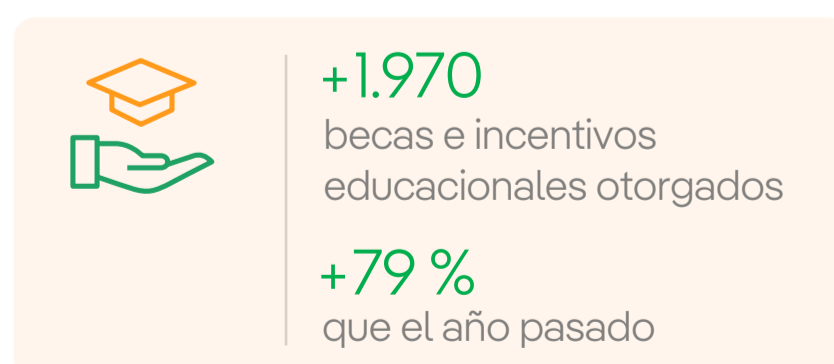 +1.970
becas e incentivos
educacionales otorgados
+79 %
que el año pasado